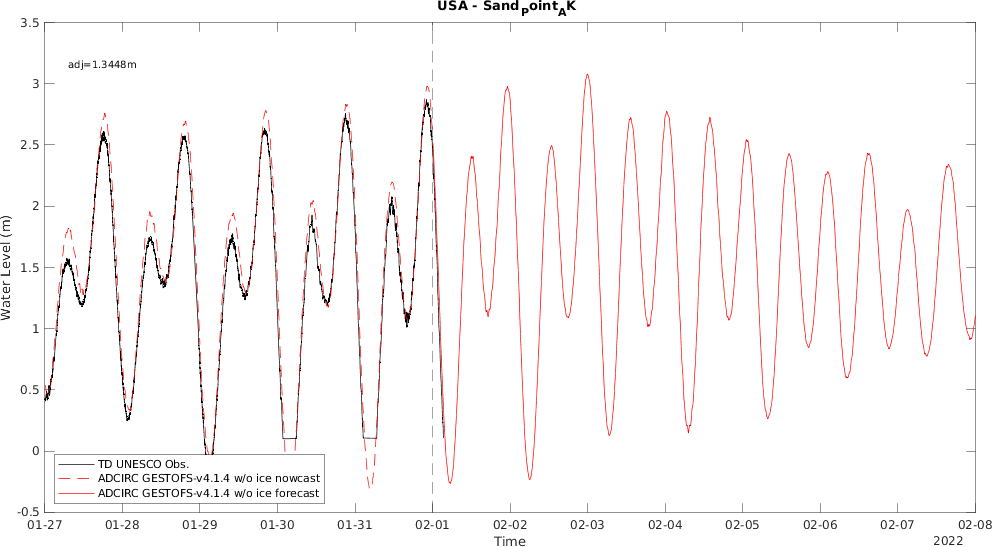 USA - SandPointAK
adj=1.3448m
Water Level (m)
3.5
3
2.5
2
1.5
1
0.5
0
-0.5
TD UNESCO Obs.
ADCIRC GESTOFS-v4.1.4 w/o ice nowcast
ADCIRC GESTOFS-v4.1.4 w/o ice forecast
01-27 01-28 01-29 01-30 01-31 02-01 02-02 02-03 02-04 02-05 02-06 02-07 02-08
Time
2022